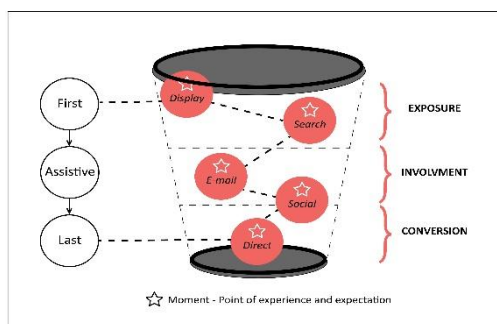 First
Display
EXPOSURE
Search
Assistive
E-mail
INVOLVMENT
Social
Last
Direct
CONVERSION
Moment - Point of experience and expectation